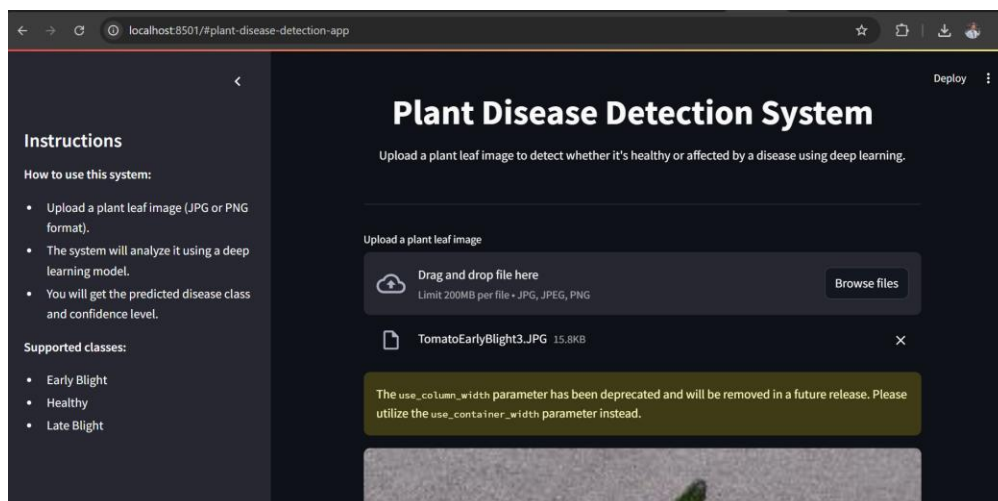 localhost:8501/#plant-disease-detection-app
Deploy
Instructions
How to use this system:
• Upload a plant leaf image (JPG or PNG
format).
• The system will analyze it using a deep
learning model.
• You will get the predicted disease class
and confidence level.
Supported classes:
• Early Blight
• Healthy
• Late Blight
Plant Disease Detection System
Upload a plant leaf image to detect whether it's healthy or affected by a disease using deep learning.
Upload a plant leaf image
Drag and drop file here
Limit 200MB per file • JPG, JPEG, PNG
Browse files
TomatoEarlyBlight3.JPG 15.8KB
The use_column_width parameter has been deprecated and will be removed in a future release. Please
utilize the use_container_width parameter instead.